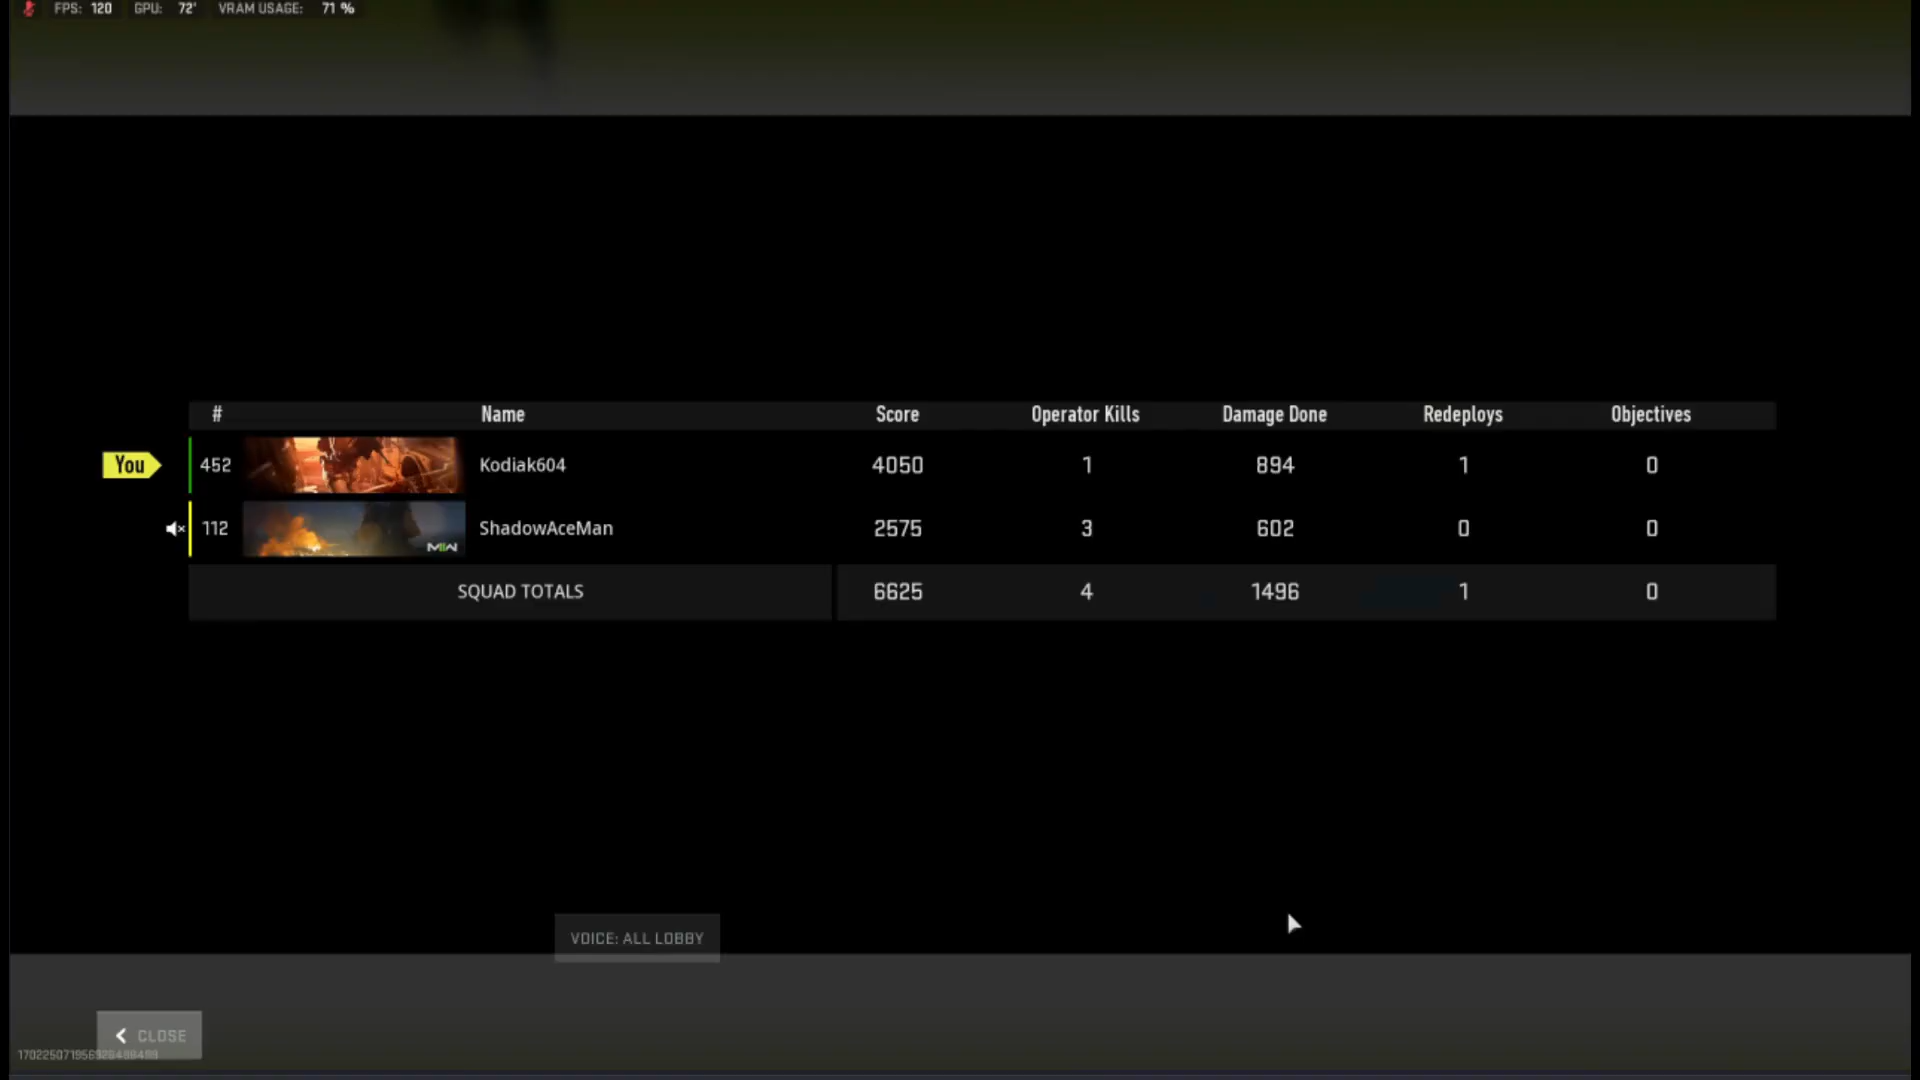 FPS: 120 GPU: 72° VRAM USAGE: 71 %
# Name Score Operator Kills Damage Done Redeploys Objectives
You 452 Kodiak604 4050 1 894 1 0
112 MW ShadowAceMan 2575 3 602 0 0
SQUAD TOTALS 6625 4 1496 1 0
VOICE: ALL LOBBY
CLOSE